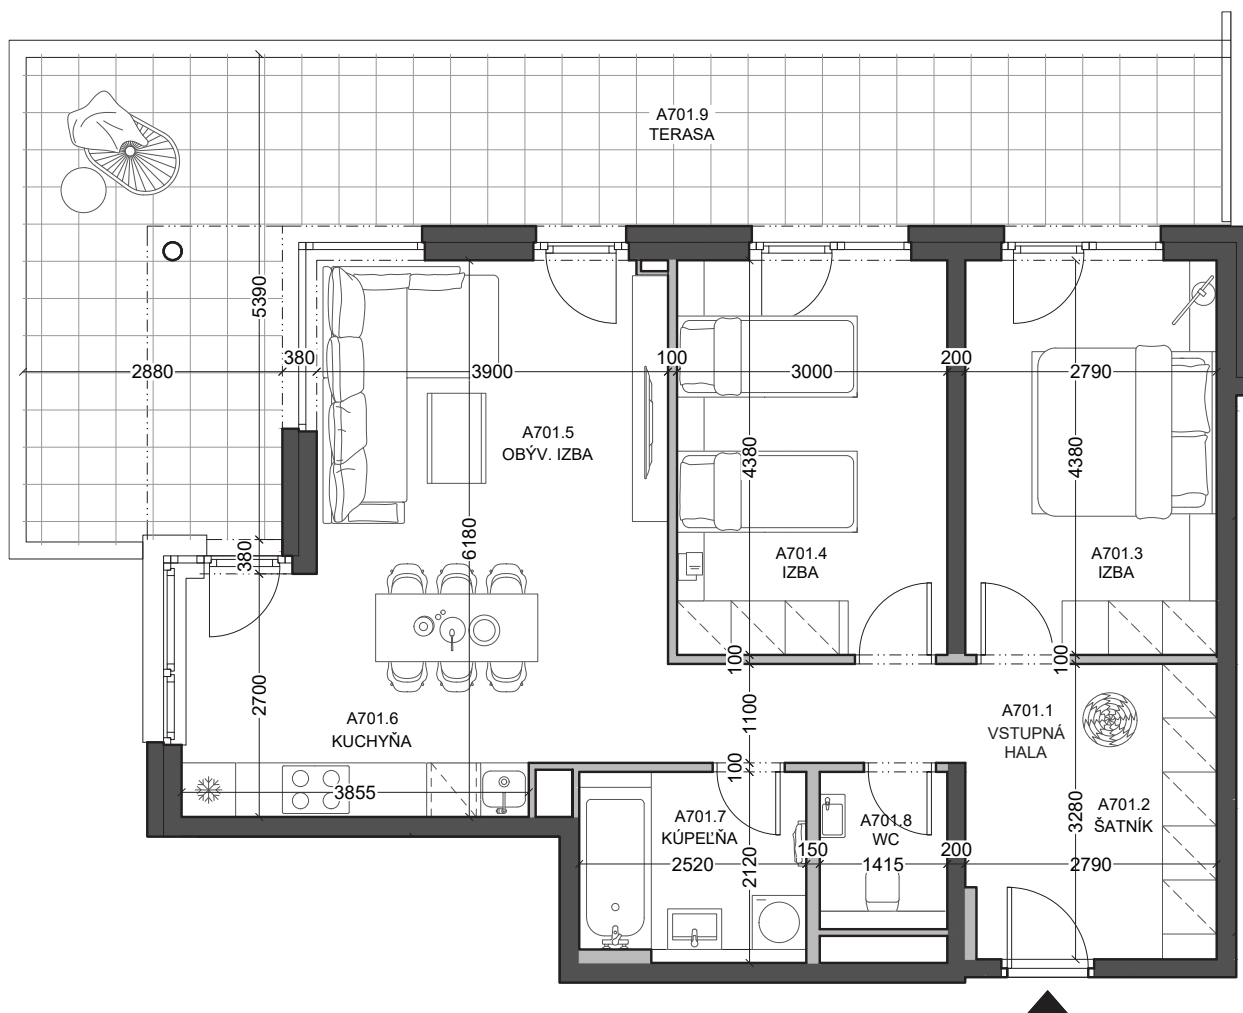 A701.9
TERASA
5390
2880
380
3900
100
3000
200
2790
A701.5
OBÝV. IZBA
4380
4380
6180
380
A701.4
IZBA
A701.3
IZBA
100
100
2700
A701.6
KUCHYŇA
1100
A701.1
VSTUPNÁ
HALA
100
3855
A701.7
KÚPEĽŇA
A701.8
WC
A701.2
ŠATNÍK
3280
2520
2120
150
1415
200
2790